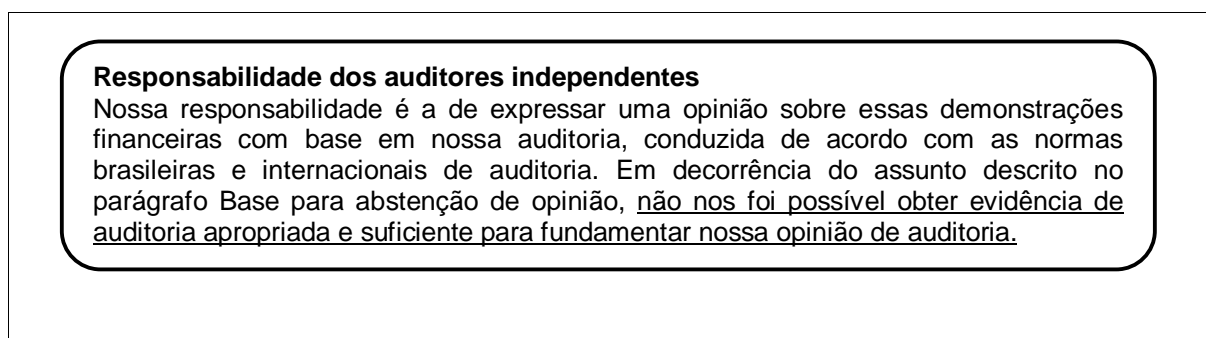 Responsabilidade dos auditores independentes
Nossa responsabilidade é a de expressar uma opinião sobre essas demonstrações
financeiras com base em nossa auditoria, conduzida de acordo com as normas
brasileiras e internacionais de auditoria. Em decorrência do assunto descrito no
parágrafo Base para abstenção de opinião, não nos foi possível obter evidência de
auditoria apropriada e suficiente para fundamentar nossa opinião de auditoria.